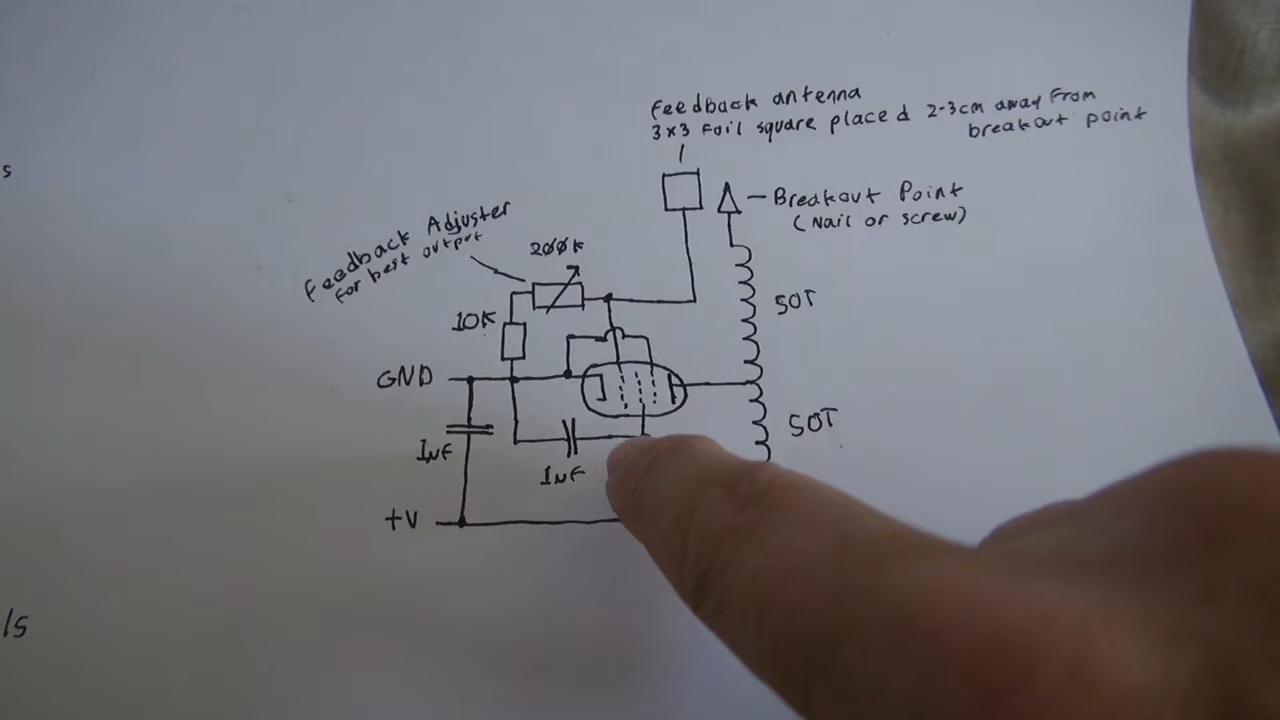 Feedback antenna
3x3 foil square placed 2-3cm away from
breakout point
s
Breakout Point
(Nail or screw)
Feedback Adjuster
for best output
200K
10K
50T
GND
50T
1nF
1nF
+V
ls